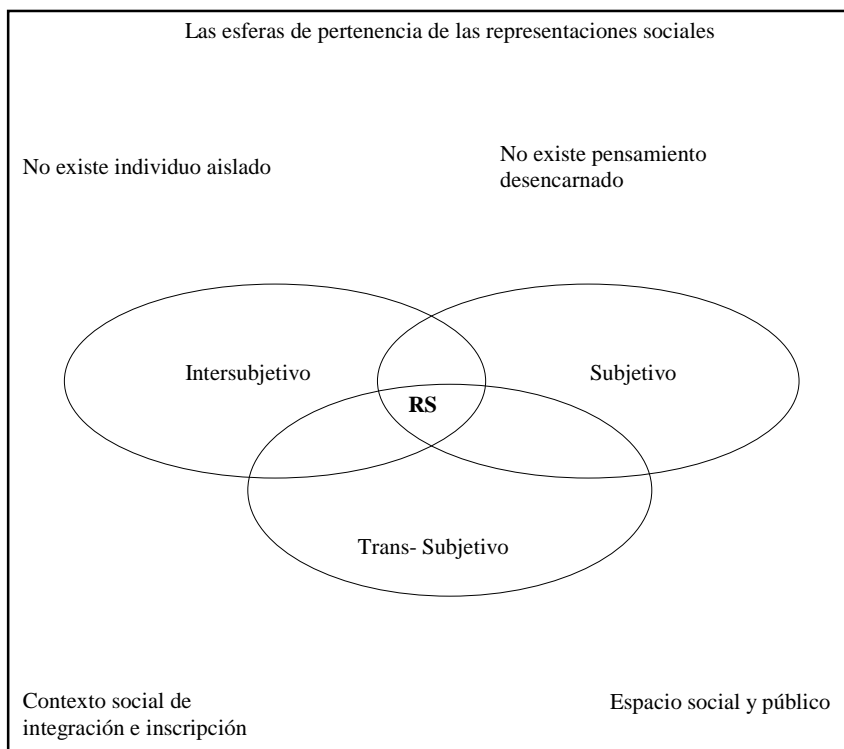 Las esferas de pertenencia de las representaciones sociales
No existe individuo aislado
No existe pensamiento
desencarnado
Intersubjetivo
Subjetivo
RS
Trans- Subjetivo
Contexto social de
integración e inscripción
Espacio social y público